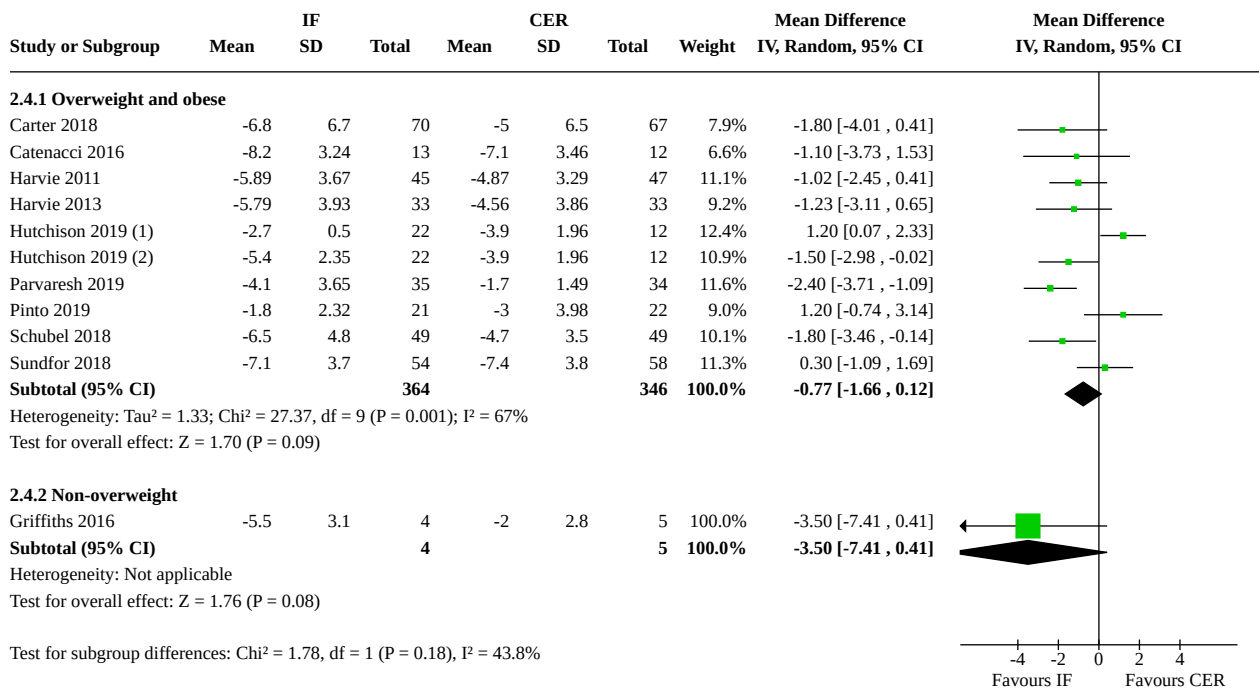 IF CER Mean Difference Mean Difference
Study or Subgroup Mean SD Total Mean SD Total Weight IV, Random, 95% CI IV, Random, 95% CI
2.4.1 Overweight and obese
Carter 2018 -6.8 6.7 70 -5 6.5 67 7.9% -1.80 [-4.01 , 0.41]
Catenacci 2016 -8.2 3.24 13 -7.1 3.46 12 6.6% -1.10 [-3.73 , 1.53]
Harvie 2011 -5.89 3.67 45 -4.87 3.29 47 11.1% -1.02 [-2.45 , 0.41]
Harvie 2013 -5.79 3.93 33 -4.56 3.86 33 9.2% -1.23 [-3.11 , 0.65]
Hutchison 2019 (1) -2.7 0.5 22 -3.9 1.96 12 12.4% 1.20 [0.07 , 2.33]
Hutchison 2019 (2) -5.4 2.35 22 -3.9 1.96 12 10.9% -1.50 [-2.98 , -0.02]
Parvaresh 2019 -4.1 3.65 35 -1.7 1.49 34 11.6% -2.40 [-3.71 , -1.09]
Pinto 2019 -1.8 2.32 21 -3 3.98 22 9.0% 1.20 [-0.74 , 3.14]
Schubel 2018 -6.5 4.8 49 -4.7 3.5 49 10.1% -1.80 [-3.46 , -0.14]
Sundfor 2018 -7.1 3.7 54 -7.4 3.8 58 11.3% 0.30 [-1.09 , 1.69]
Subtotal (95% CI) 364 346 100.0% -0.77 [-1.66 , 0.12]
Heterogeneity: Tau² = 1.33; Chi² = 27.37, df = 9 (P = 0.001); I² = 67%
Test for overall effect: Z = 1.70 (P = 0.09)
2.4.2 Non-overweight
Griffiths 2016 -5.5 3.1 4 -2 2.8 5 100.0% -3.50 [-7.41 , 0.41]
Subtotal (95% CI) 4 5 100.0% -3.50 [-7.41 , 0.41]
Heterogeneity: Not applicable
Test for overall effect: Z = 1.76 (P = 0.08)
Test for subgroup differences: Chi² = 1.78, df = 1 (P = 0.18), I² = 43.8%
-4 -2 0 2 4
Favours IF Favours CER